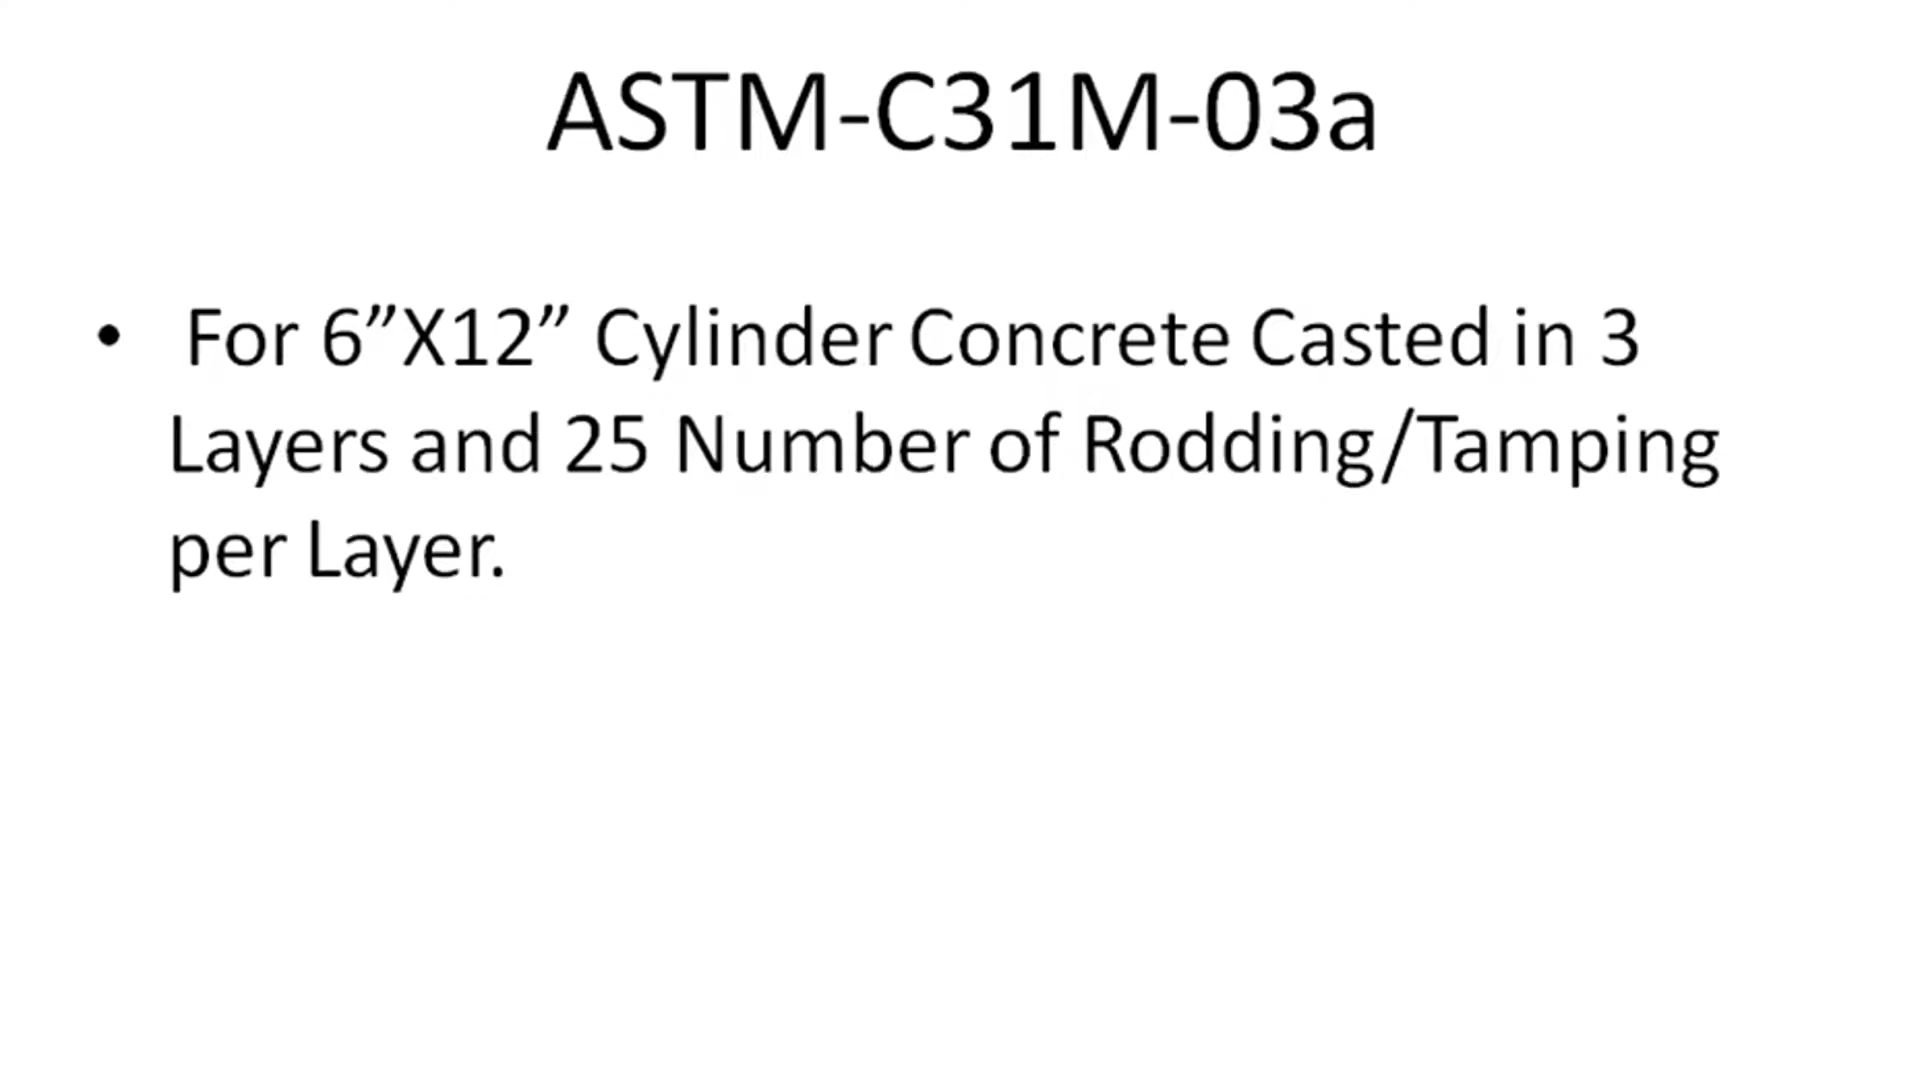 ASTM-C31M-03a
• For 6”X12” Cylinder Concrete Casted in 3
Layers and 25 Number of Rodding/Tamping
per Layer.